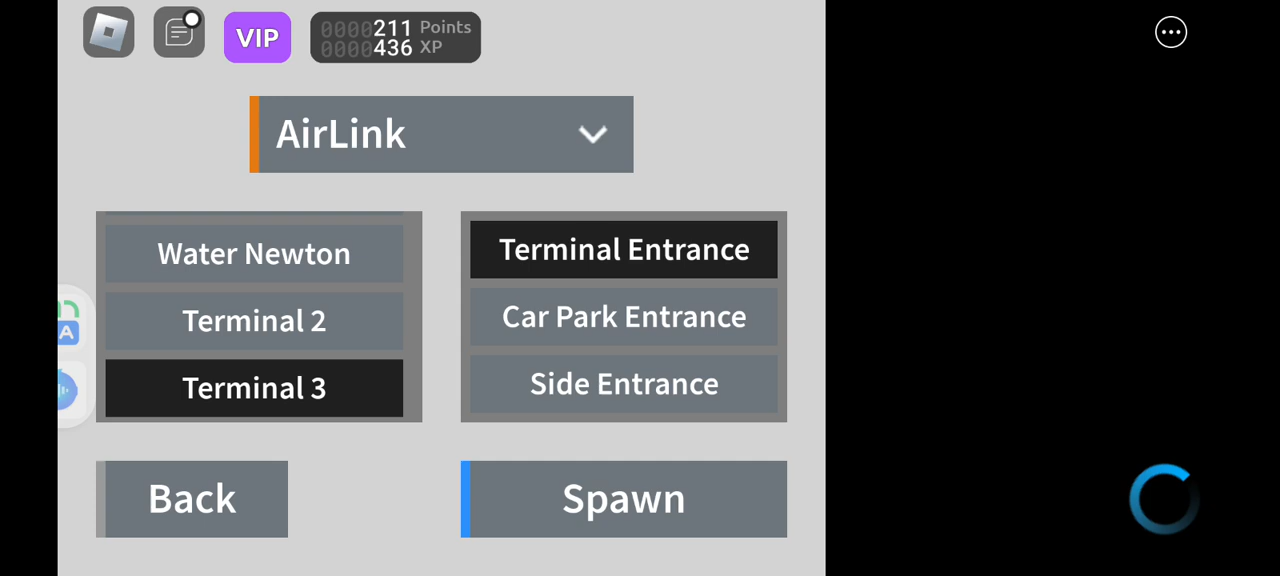 VIP
0000211 Points
0000436 XP
AirLink
Water Newton
Terminal 2
Terminal 3
Terminal Entrance
Car Park Entrance
Side Entrance
Back
Spawn
A